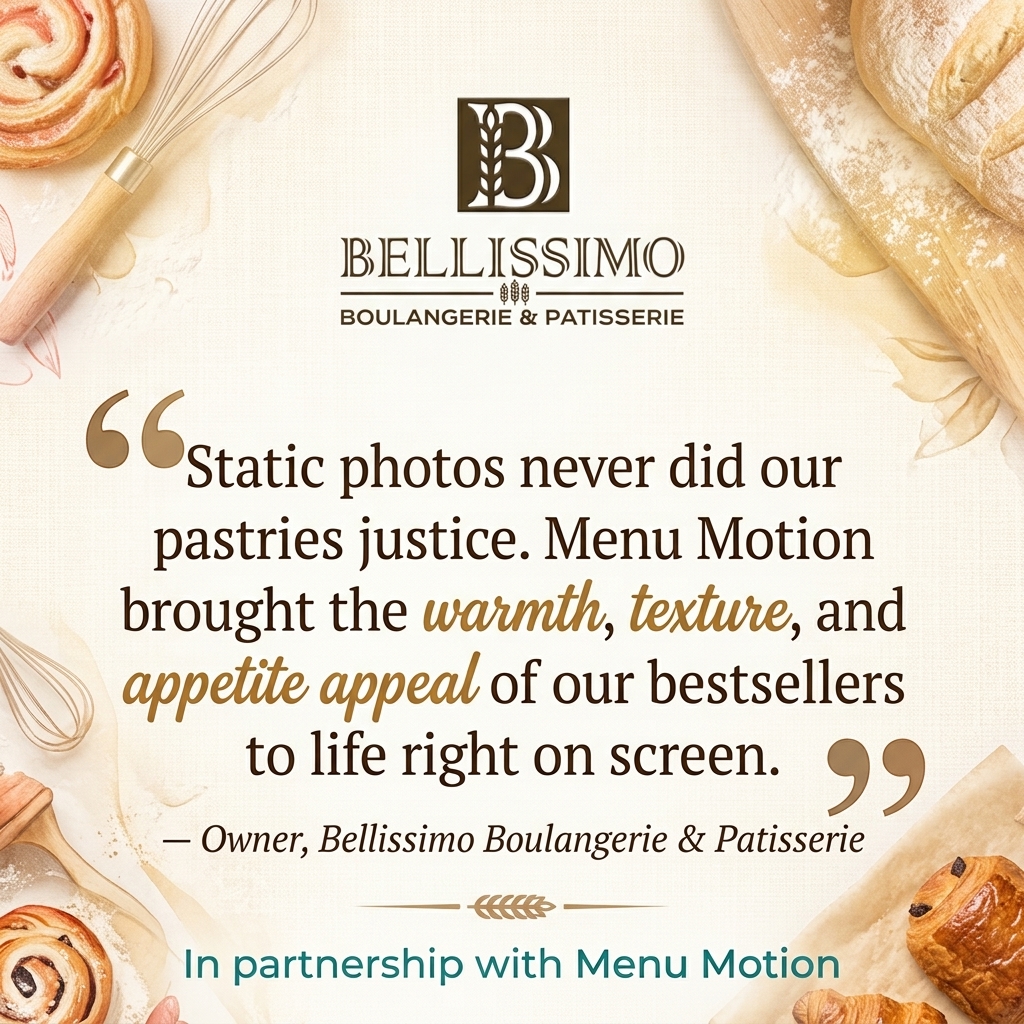 B
BELLISSIMO
BOULANGERIE & PATISSERIE
“Static photos never did our
pastries justice. Menu Motion
brought the warmth, texture, and
appetite appeal of our bestsellers
to life right on screen.”
— Owner, Bellissimo Boulangerie & Patisserie
In partnership with Menu Motion